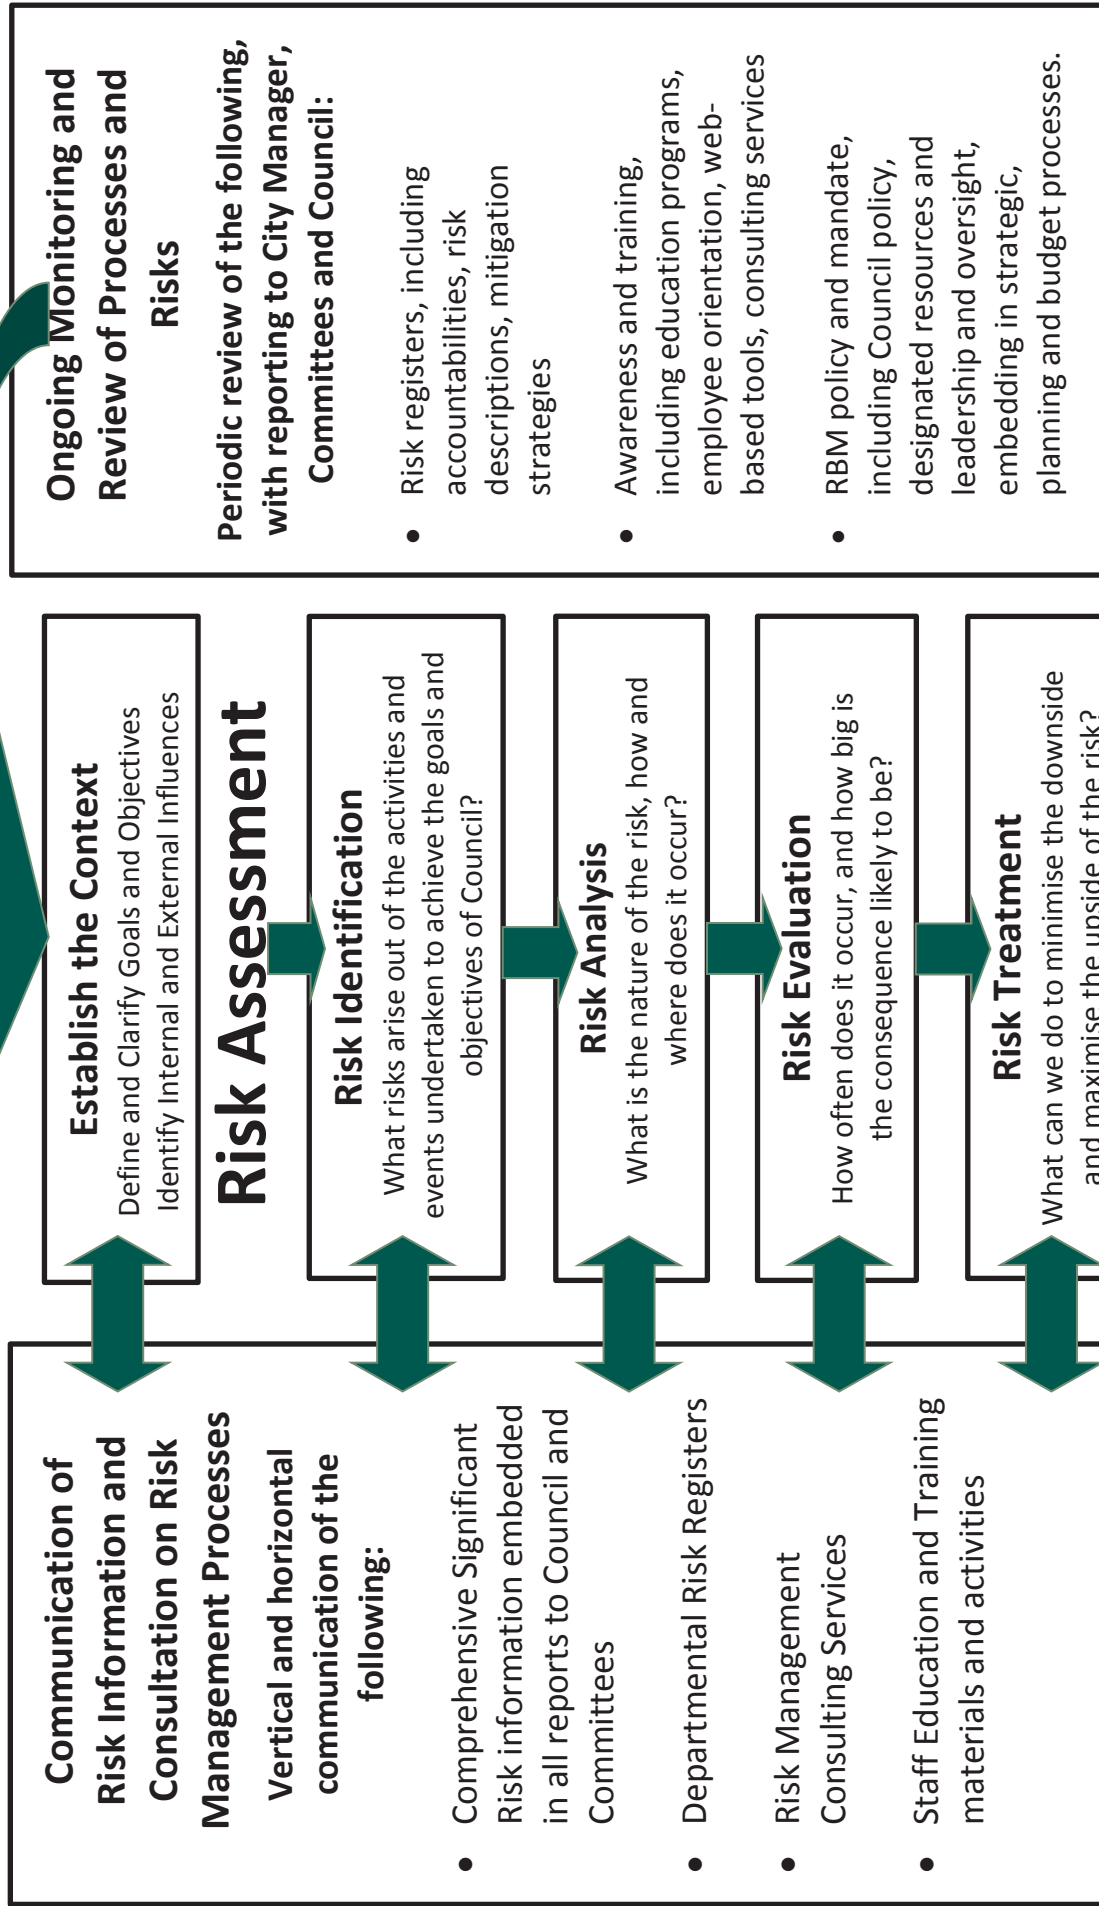 Communication of
Risk Information and
Consultation on Risk
Management Processes
Vertical and horizontal
communication of the
following:
• Comprehensive Significant
Risk information embedded
in all reports to Council and
Committees
• Departmental Risk Registers
• Risk Management
Consulting Services
• Staff Education and Training
materials and activities
Establish the Context
Define and Clarify Goals and Objectives
Identify Internal and External Influences
Risk Assessment
Risk Identification
What risks arise out of the activities and
events undertaken to achieve the goals and
objectives of Council?
Risk Analysis
What is the nature of the risk, how and
where does it occur?
Risk Evaluation
How often does it occur, and how big is
the consequence likely to be?
Risk Treatment
What can we do to minimise the downside
and maximise the upside of the risk?
Ongoing Monitoring and
Review of Processes and
Risks
Periodic review of the following,
with reporting to City Manager,
Committees and Council:
• Risk registers, including
accountabilities, risk
descriptions, mitigation
strategies
• Awareness and training,
including education programs,
employee orientation, web-
based tools, consulting services
• RBM policy and mandate,
including Council policy,
designated resources and
leadership and oversight,
embedding in strategic,
planning and budget processes.